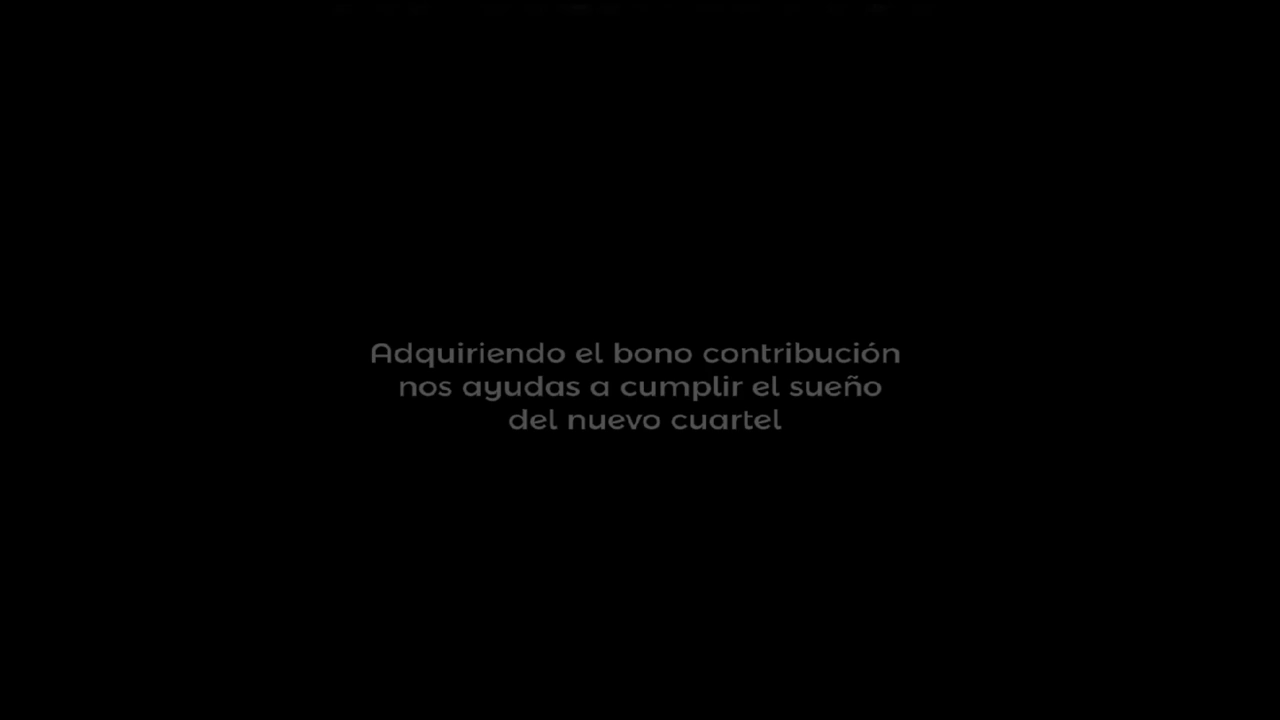 Adquiriendo el bono contribución
nos ayudas a cumplir el sueño
del nuevo cuartel